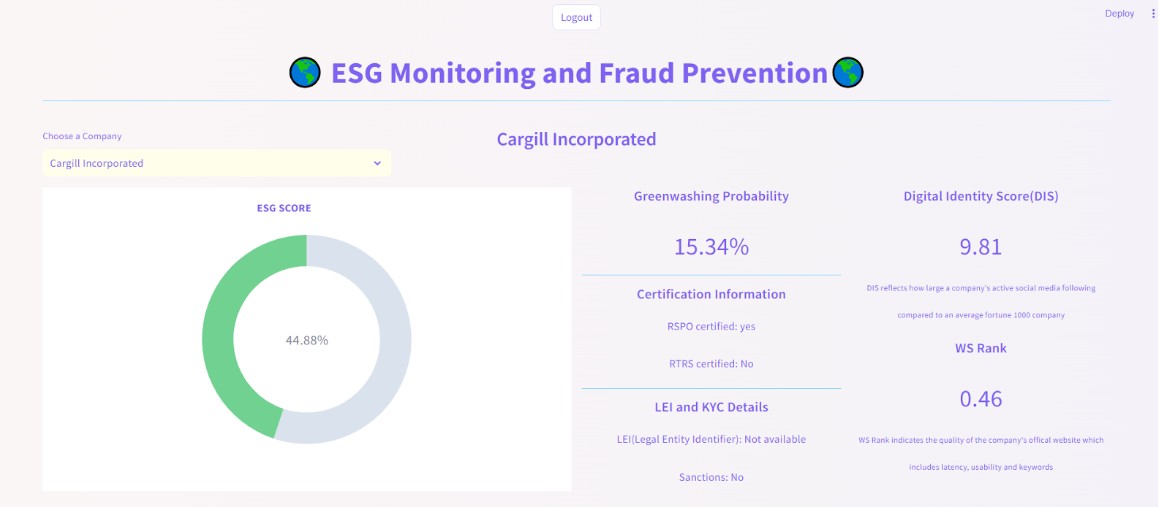 Logout
Deploy
ESG Monitoring and Fraud Prevention
Choose a Company
Cargill Incorporated
Cargill Incorporated
ESG SCORE
44.88%
Greenwashing Probability
15.34%
Certification Information
RSPO certified: yes
RTRS certified: No
LEI and KYC Details
LEI(Legal Entity Identifier): Not available
Sanctions: No
Digital Identity Score(DIS)
9.81
DIS reflects how large a company's active social media following
compared to an average fortune 1000 company
WS Rank
0.46
WS Rank indicates the quality of the company's offical website which
includes latency, usability and keywords